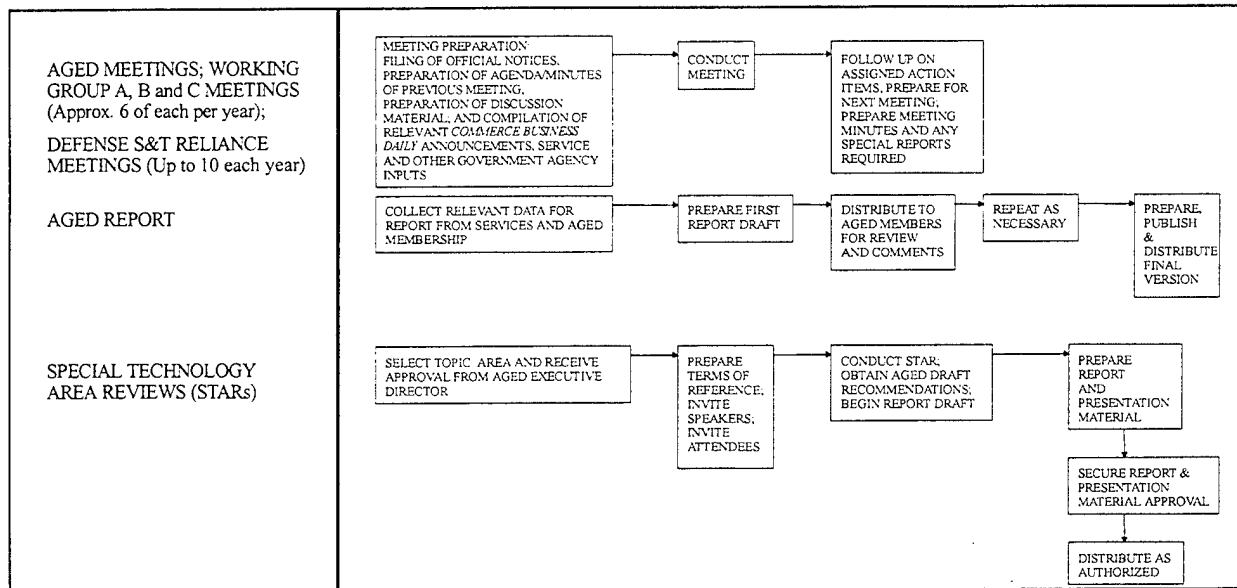 AGED MEETINGS; WORKING
GROUP A, B and C MEETINGS
(Approx. 6 of each per year);
DEFENSE S&T RELIANCE
MEETINGS (Up to 10 each year)
MEETING PREPARATION:
FILING OF OFFICIAL NOTICES,
PREPARATION OF AGENDA/MINUTES
OF PREVIOUS MEETING,
PREPARATION OF DISCUSSION
MATERIAL; AND COMPILATION OF
RELEVANT COMMERCE BUSINESS
DAILY ANNOUNCEMENTS, SERVICE
AND OTHER GOVERNMENT AGENCY
INPUTS
CONDUCT
MEETING
FOLLOW UP ON
ASSIGNED ACTION
ITEMS, PREPARE FOR
NEXT MEETING;
PREPARE MEETING
MINUTES AND ANY
SPECIAL REPORTS
REQUIRED
AGED REPORT
COLLECT RELEVANT DATA FOR
REPORT FROM SERVICES AND AGED
MEMBERSHIP
PREPARE FIRST
REPORT DRAFT
DISTRIBUTE TO
AGED MEMBERS
FOR REVIEW
AND COMMENTS
REPEAT AS
NECESSARY
PREPARE,
PUBLISH
&
DISTRIBUTE
FINAL
VERSION
SPECIAL TECHNOLOGY
AREA REVIEWS (STARs)
SELECT TOPIC AREA AND RECEIVE
APPROVAL FROM AGED EXECUTIVE
DIRECTOR
PREPARE
TERMS OF
REFERENCE;
INVITE
SPEAKERS;
INVITE
ATTENDEES
CONDUCT STAR;
OBTAIN AGED DRAFT
RECOMMENDATIONS;
BEGIN REPORT DRAFT
PREPARE
REPORT
AND
PRESENTATION
MATERIAL
SECURE REPORT &
PRESENTATION
MATERIAL APPROVAL
DISTRIBUTE AS
AUTHORIZED